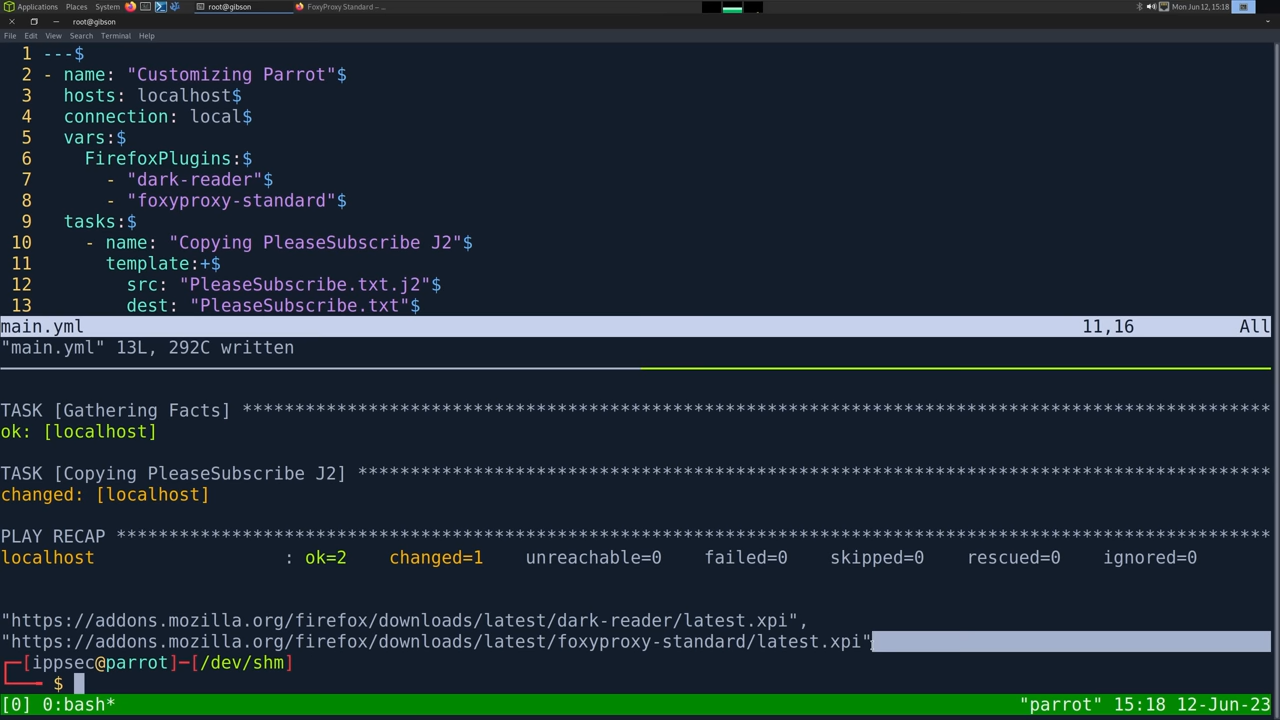 Applications Places System root@gibson FoxyProxy Standard – ... Mon Jun 12, 15:18
root@gibson
File Edit View Search Terminal Help
1 ---$
2 - name: "Customizing Parrot"$
3 hosts: localhost$
4 connection: local$
5 vars:$
6 FirefoxPlugins:$
7 - "dark-reader"$
8 - "foxyproxy-standard"$
9 tasks:$
10 - name: "Copying PleaseSubscribe J2"$
11 template:+$
12 src: "PleaseSubscribe.txt.j2"$
13 dest: "PleaseSubscribe.txt"$
main.yml 11,16 All
"main.yml" 13L, 292C written
TASK [Gathering Facts] **************************************************************************************************
ok: [localhost]
TASK [Copying PleaseSubscribe J2] ***************************************************************************************
changed: [localhost]
PLAY RECAP **************************************************************************************************************
localhost : ok=2 changed=1 unreachable=0 failed=0 skipped=0 rescued=0 ignored=0
"https://addons.mozilla.org/firefox/downloads/latest/dark-reader/latest.xpi",
"https://addons.mozilla.org/firefox/downloads/latest/foxyproxy-standard/latest.xpi"
┌─[ippsec@parrot]─[/dev/shm]
└──╼ $
[0] 0:bash* "parrot" 15:18 12-Jun-23